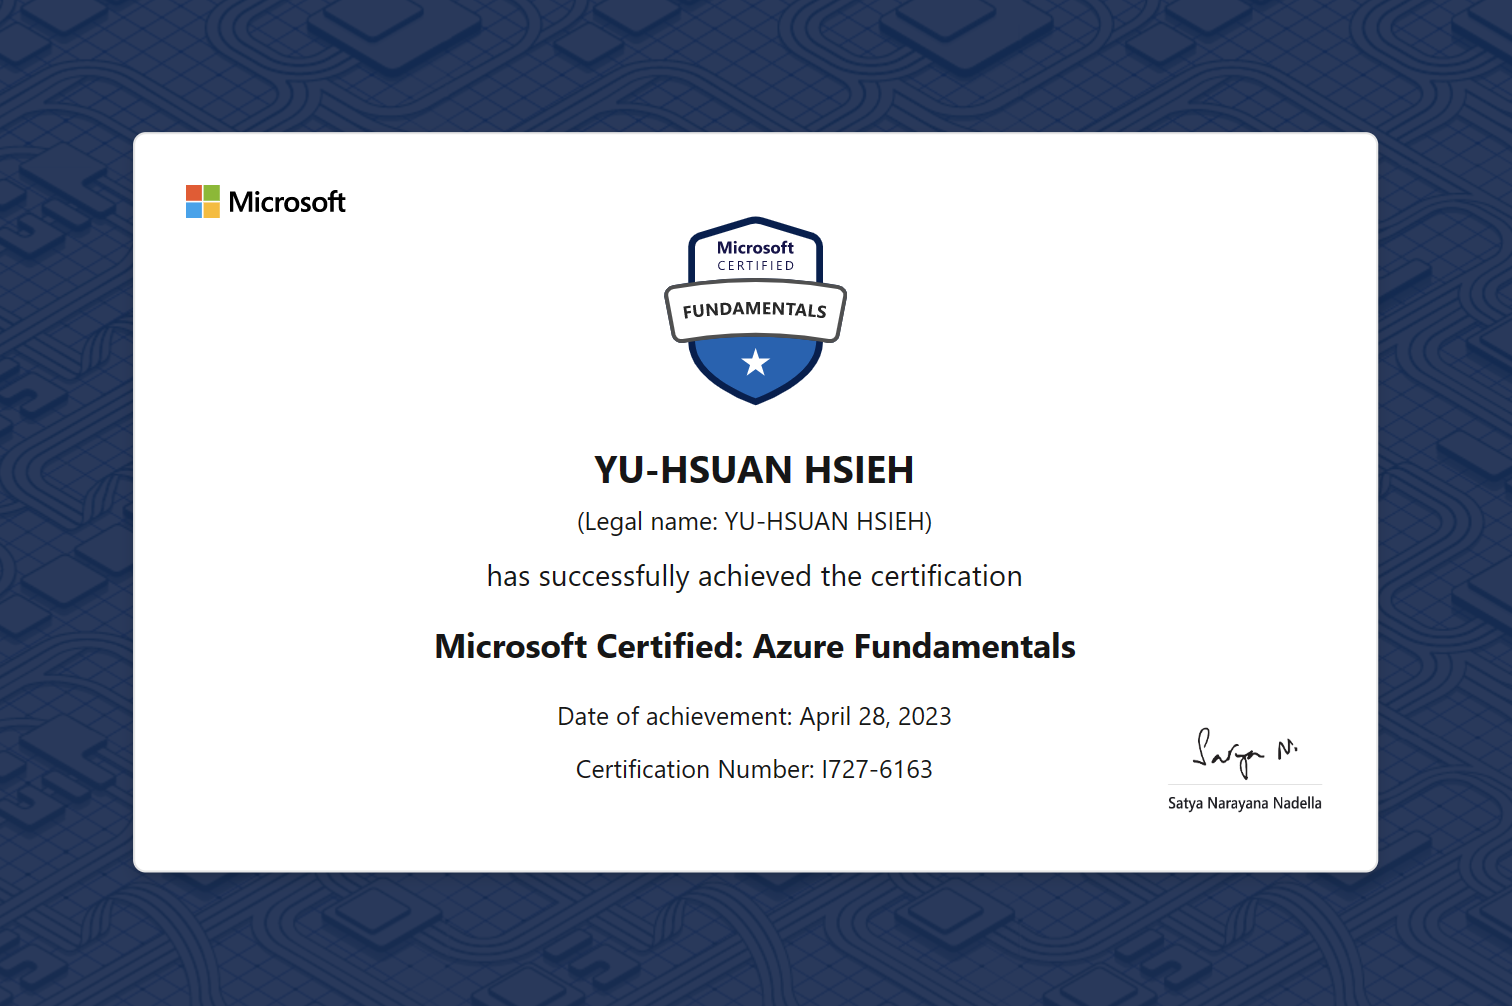 Microsoft
Microsoft
CERTIFIED
FUNDAMENTALS
YU-HSUAN HSIEH
(Legal name: YU-HSUAN HSIEH)
has successfully achieved the certification
Microsoft Certified: Azure Fundamentals
Date of achievement: April 28, 2023
Certification Number: I727-6163
Satya N.
Satya Narayana Nadella